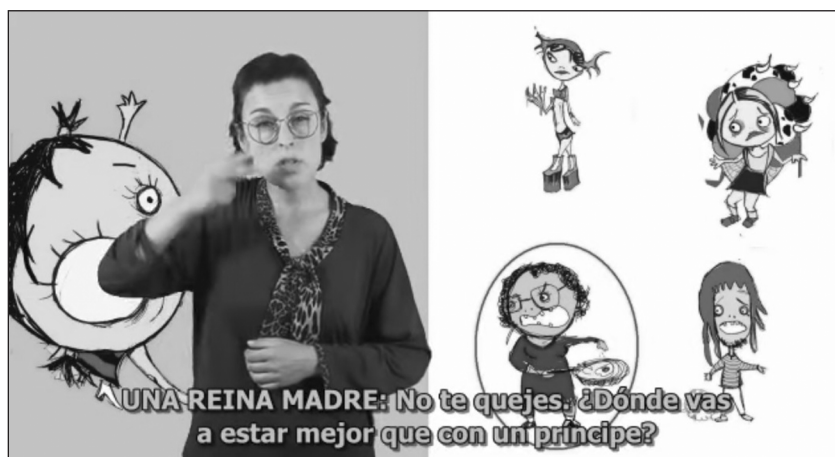 UNA REINA MADRE: No te quejes. ¿Dónde vas
a estar mejor que con un príncipe?